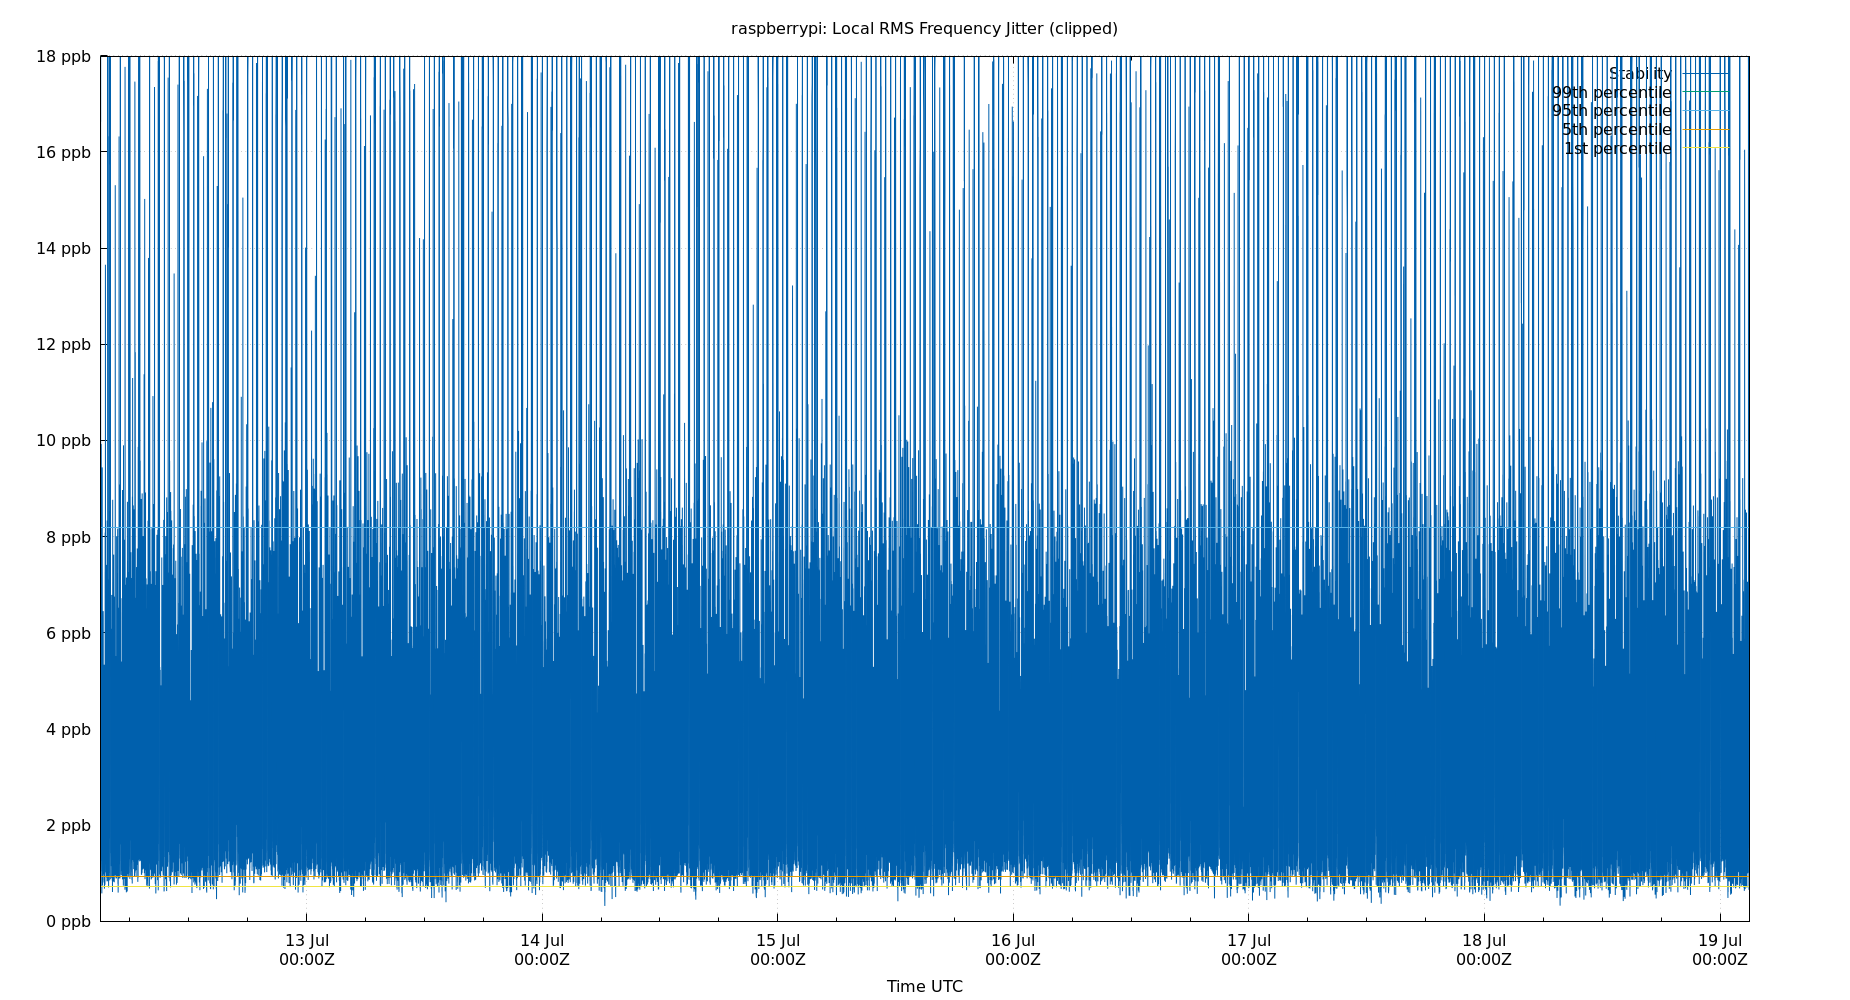 raspberrypi: Local RMS Frequency Jitter (clipped)
18 ppb
16 ppb
14 ppb
12 ppb
10 ppb
8 ppb
6 ppb
4 ppb
2 ppb
0 ppb
Stability
99th percentile
95th percentile
5th percentile
1st percentile
13 Jul 14 Jul 15 Jul 16 Jul 17 Jul 18 Jul 19 Jul
00:00Z 00:00Z 00:00Z 00:00Z 00:00Z 00:00Z 00:00Z
Time UTC